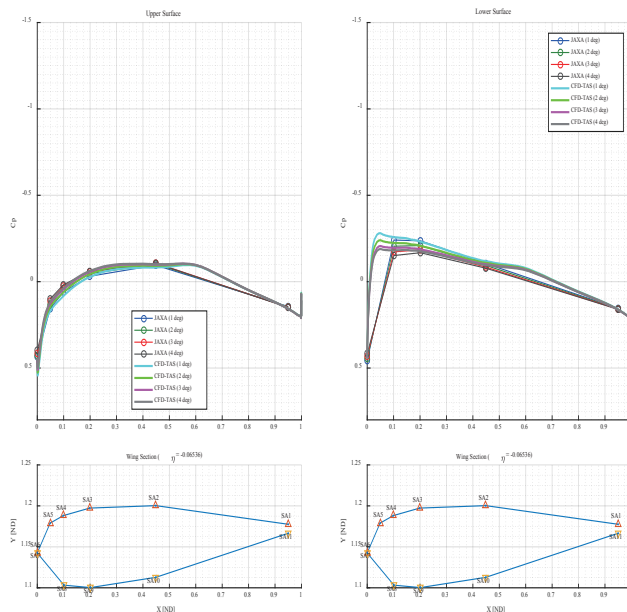 Upper Surface
-1.5
-1
-0.5
0
0.5
Cp
JAXA (1 deg)
JAXA (2 deg)
JAXA (3 deg)
JAXA (4 deg)
CFD-TAS (1 deg)
CFD-TAS (2 deg)
CFD-TAS (3 deg)
CFD-TAS (4 deg)
0 0.1 0.2 0.3 0.4 0.5 0.6 0.7 0.8 0.9 1
Lower Surface
-1.5
-1
-0.5
0
0.5
Cp
JAXA (1 deg)
JAXA (2 deg)
JAXA (3 deg)
JAXA (4 deg)
CFD-TAS (1 deg)
CFD-TAS (2 deg)
CFD-TAS (3 deg)
CFD-TAS (4 deg)
0 0.1 0.2 0.3 0.4 0.5 0.6 0.7 0.8 0.9
Wing Section ( η = -0.06536)
1.25
1.2
1.15
1.1
Y [ND]
SA5
SA4
SA3
SA2
SA1
SA11
SA10
0 0.1 0.2 0.3 0.4 0.5 0.6 0.7 0.8 0.9 1
X [ND]
Wing Section ( η = -0.06536)
1.25
1.2
1.15
1.1
Y [ND]
SA5
SA4
SA3
SA2
SA1
SA11
SA10
0 0.1 0.2 0.3 0.4 0.5 0.6 0.7 0.8 0.9
X [ND]